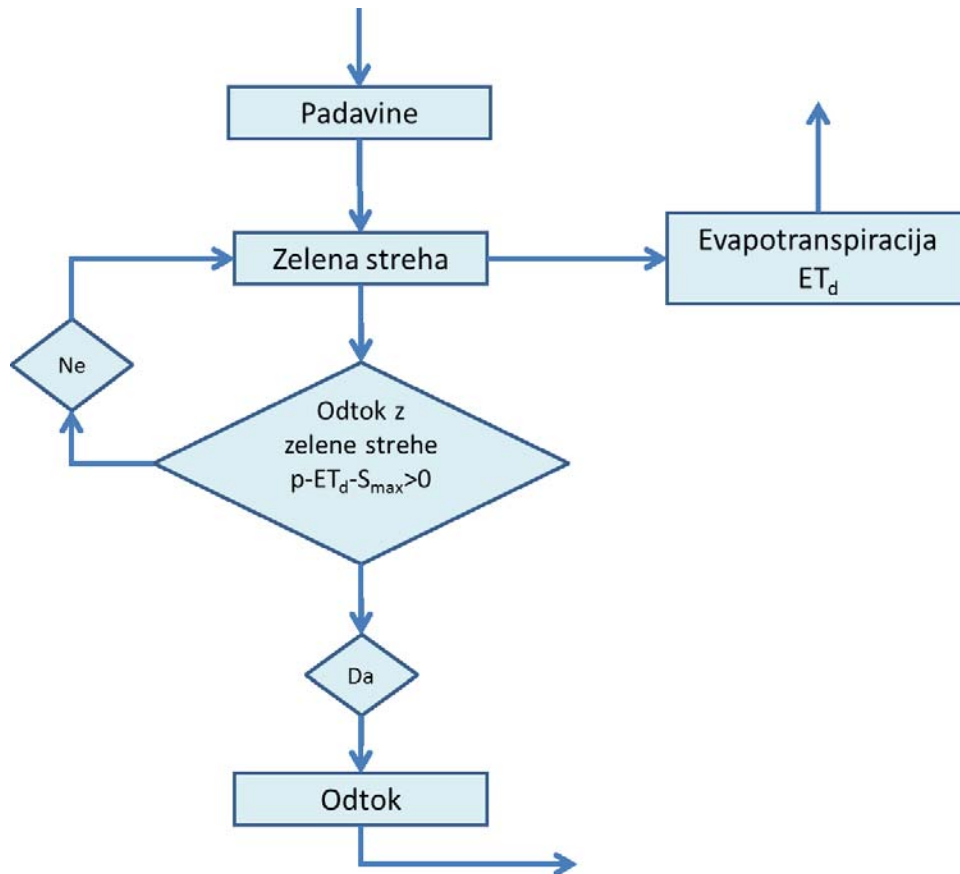 Padavine
Zelena streha
Evapotranspiracija
ETd
Ne
Odtok z
zelene strehe
p-ETd-Smax>0
Da
Odtok